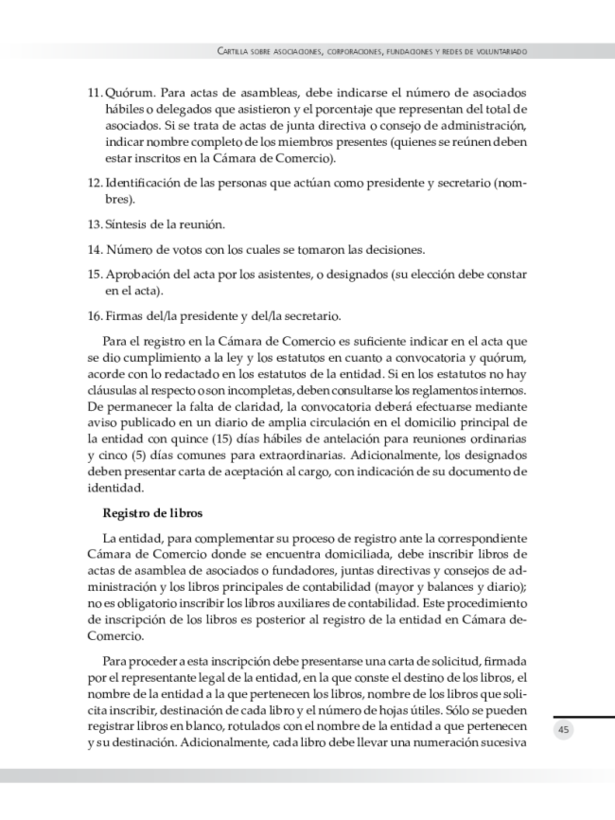 Cartilla sobre asociaciones, corporaciones, fundaciones y redes de voluntariado
11. Quórum. Para actas de asambleas, debe indicarse el número de asociados
hábiles o delegados que asistieron y el porcentaje que representan del total de
asociados. Si se trata de actas de junta directiva o consejo de administración,
indicar nombre completo de los miembros presentes (quienes se reúnen deben
estar inscritos en la Cámara de Comercio).
12. Identificación de las personas que actúan como presidente y secretario (nom-
bres).
13. Síntesis de la reunión.
14. Número de votos con los cuales se tomaron las decisiones.
15. Aprobación del acta por los asistentes, o designados (su elección debe constar
en el acta).
16. Firmas del/la presidente y del/la secretario.
Para el registro en la Cámara de Comercio es suficiente indicar en el acta que
se dio cumplimiento a la ley y los estatutos en cuanto a convocatoria y quórum,
acorde con lo redactado en los estatutos de la entidad. Si en los estatutos no hay
cláusulas al respecto o son incompletas, deben consultarse los reglamentos internos.
De permanecer la falta de claridad, la convocatoria deberá efectuarse mediante
aviso publicado en un diario de amplia circulación en el domicilio principal de
la entidad con quince (15) días hábiles de antelación para reuniones ordinarias
y cinco (5) días comunes para extraordinarias. Adicionalmente, los designados
deben presentar carta de aceptación al cargo, con indicación de su documento de
identidad.
Registro de libros
La entidad, para complementar su proceso de registro ante la correspondiente
Cámara de Comercio donde se encuentra domiciliada, debe inscribir libros de
actas de asamblea de asociados o fundadores, juntas directivas y consejos de ad-
ministración y los libros principales de contabilidad (mayor y balances y diario);
no es obligatorio inscribir los libros auxiliares de contabilidad. Este procedimiento
de inscripción de los libros es posterior al registro de la entidad en Cámara de-
Comercio.
Para proceder a esta inscripción debe presentarse una carta de solicitud, firmada
por el representante legal de la entidad, en la que conste el destino de los libros, el
nombre de la entidad a la que pertenecen los libros, nombre de los libros que soli-
cita inscribir, destinación de cada libro y el número de hojas útiles. Sólo se pueden
registrar libros en blanco, rotulados con el nombre de la entidad a que pertenecen
y su destinación. Adicionalmente, cada libro debe llevar una numeración sucesiva
45